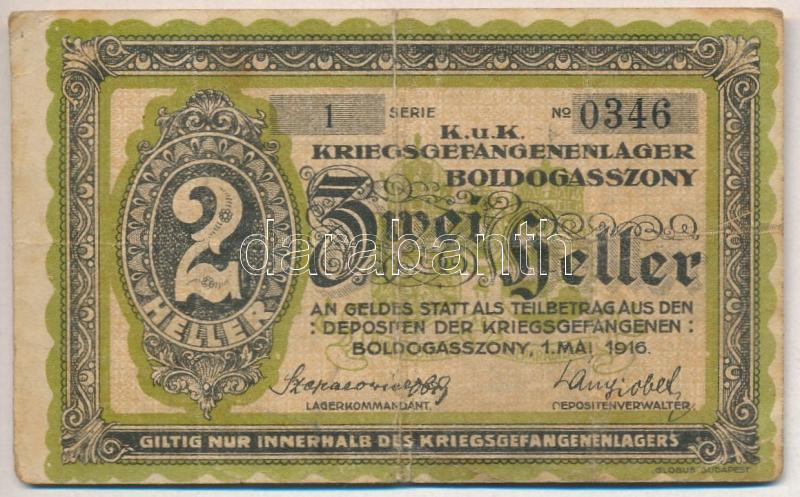 1 SERIE No 0346
K.u.K.
KRIEGSGEFANGENENLAGER
BOLDOGASSZONY
2
HELLER
Zwei Heller
AN GELDES STATT ALS TEILBETRAG AUS DEN
: DEPOSITEN DER KRIEGSGEFANGENEN :
BOLDOGASSZONY, 1. MAI 1916.
LAGERKOMMANDANT. DEPOSITENVERWALTER
GILTIG NUR INNERHALB DES KRIEGSGEFANGENENLAGERS
GLOBUS BUDAPEST
databanth